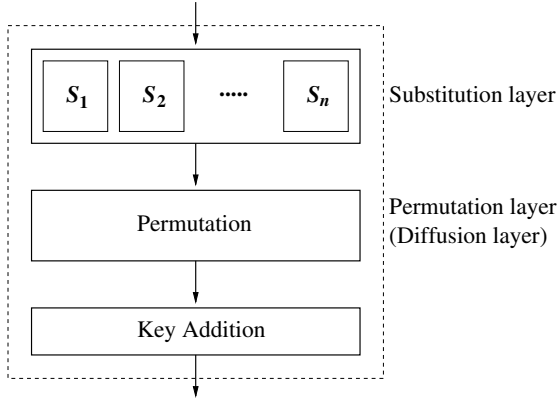 S1 S2 ..... Sn
Substitution layer
Permutation
Permutation layer
(Diffusion layer)
Key Addition